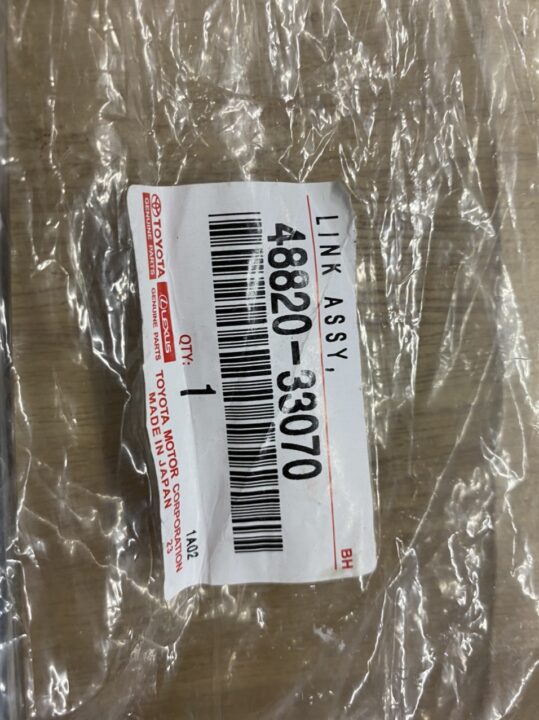 LINK ASSY,
BH
48820-33070
QTY:
1
1A02
TOYOTA
GENUINE PARTS
LEXUS
GENUINE PARTS
TOYOTA MOTOR CORPORATION
MADE IN JAPAN
23